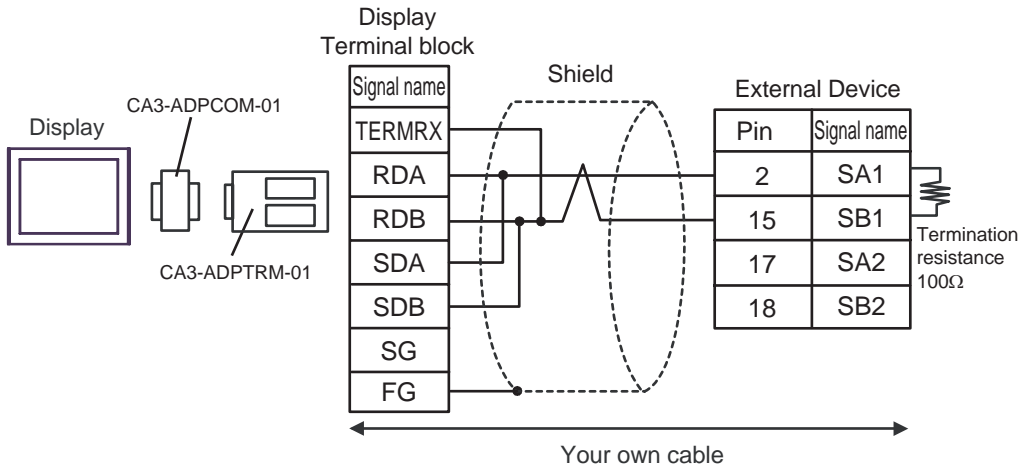 Display
Terminal block
Shield
External Device
CA3-ADPCOM-01
Display
CA3-ADPTRM-01
Signal name
TERMRX
RDA
RDB
SDA
SDB
SG
FG
Pin Signal name
2 SA1
15 SB1
17 SA2
18 SB2
Termination
resistance
100Ω
Your own cable